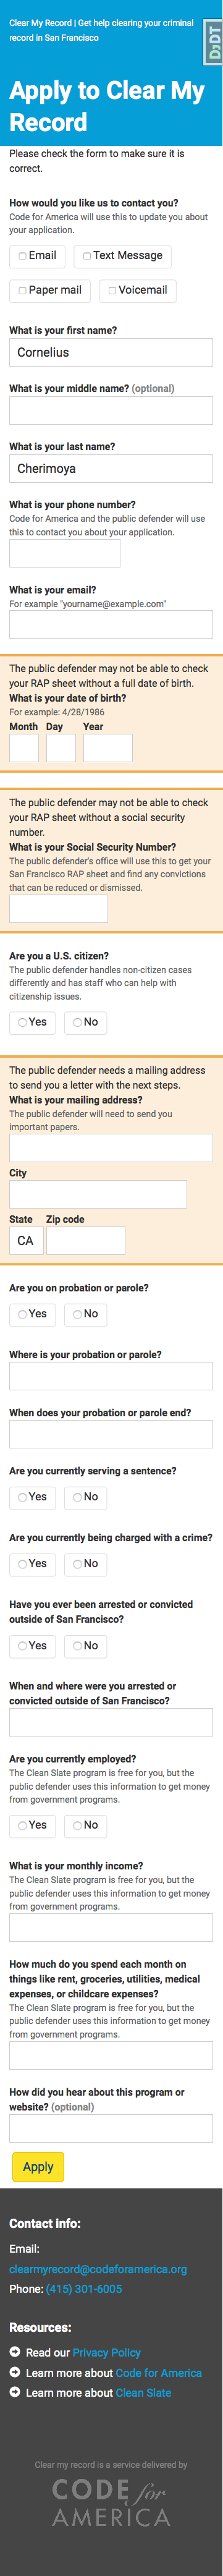 Clear My Record | Get help clearing your criminal
record in San Francisco
DJDT
Apply to Clear My
Record
Please check the form to make sure it is
correct.
How would you like us to contact you?
Code for America will use this to update you about
your application.
Email
Text Message
Paper mail
Voicemail
What is your first name?
Cornelius
What is your middle name? (optional)
What is your last name?
Cherimoya
What is your phone number?
Code for America and the public defender will use
this to contact you about your application.
What is your email?
For example "yourname@example.com"
The public defender may not be able to check
your RAP sheet without a full date of birth.
What is your date of birth?
For example: 4/28/1986
Month Day Year
The public defender may not be able to check
your RAP sheet without a social security
number.
What is your Social Security Number?
The public defender's office will use this to get your
San Francisco RAP sheet and find any convictions
that can be reduced or dismissed.
Are you a U.S. citizen?
The public defender handles non-citizen cases
differently and has staff who can help with
citizenship issues.
Yes
No
The public defender needs a mailing address
to send you a letter with the next steps.
What is your mailing address?
The public defender will need to send you
important papers.
City
State Zip code
CA
Are you on probation or parole?
Yes
No
Where is your probation or parole?
When does your probation or parole end?
Are you currently serving a sentence?
Yes
No
Are you currently being charged with a crime?
Yes
No
Have you ever been arrested or convicted
outside of San Francisco?
Yes
No
When and where were you arrested or
convicted outside of San Francisco?
Are you currently employed?
The Clean Slate program is free for you, but the
public defender uses this information to get money
from government programs.
Yes
No
What is your monthly income?
The Clean Slate program is free for you, but the
public defender uses this information to get money
from government programs.
How much do you spend each month on
things like rent, groceries, utilities, medical
expenses, or childcare expenses?
The Clean Slate program is free for you, but the
public defender uses this information to get money
from government programs.
How did you hear about this program or
website? (optional)
Apply
Contact info:
Email:
clearmyrecord@codeforamerica.org
Phone: (415) 301-6005
Resources:
Read our Privacy Policy
Learn more about Code for America
Learn more about Clean Slate
Clear my record is a service delivered by
CODE for
AMERICA